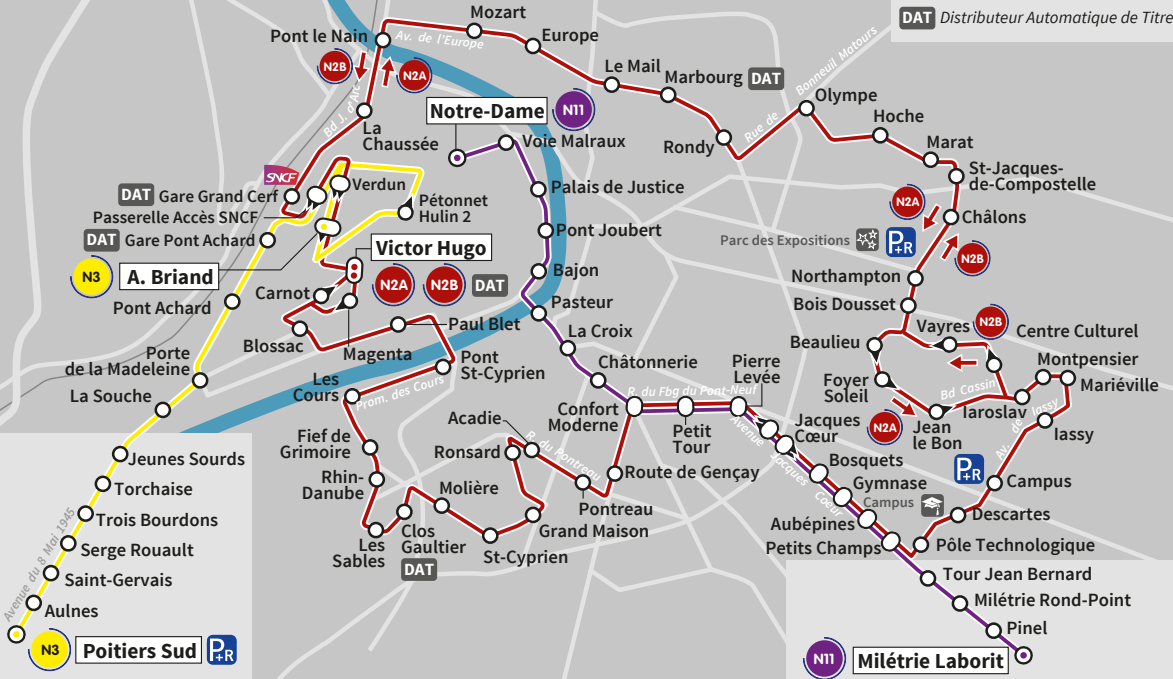 DAT Distributeur Automatique de Titre
Mozart
Pont le Nain
Av. de l'Europe
Europe
N2B
N2A
Le Mail
Marbourg DAT
Bd J. d'Arc
La
Chaussée
Notre-Dame
N11
Voie Malraux
Rondy
Rue de
Bonneuil Matours
Olympe
Hoche
Marat
St-Jacques-
de-Compostelle
SNCF
DAT Gare Grand Cerf
Verdun
Passerelle Accès SNCF
Pétonnet
Hulin 2
DAT Gare Pont Achard
Palais de Justice
Pont Joubert
N2A
Châlons
Parc des Expositions
P+R
N2B
N3
A. Briand
Victor Hugo
N2A
N2B
DAT
Bajon
Northampton
Bois Dousset
Pont Achard
Carnot
Pasteur
Blossac
Magenta
Paul Blet
La Croix
Beaulieu
Vayres
N2B
Centre Culturel
Porte
de la Madeleine
Pont
St-Cyprien
Châtonnerie
Pierre
Levée
Montpensier
Mariéville
La Souche
Les
Cours
Prom. des Cours
R. du Fbg du Pont-Neuf
Foyer
Soleil
Bd Cassin
Iaroslav
Acadie
Confort
Moderne
Petit
Tour
Jacques
Cœur
N2A
Jean
le Bon
Av. de Iassy
Iassy
Fief de
Grimoire
Ronsard
R. du Pontreau
Avenue Jacques Coeur
Bosquets
Jeunes Sourds
Rhin-
Danube
Molière
Route de Gençay
Gymnase
P+R
Campus
Torchaise
Campus
Pontreau
Descartes
Trois Bourdons
Les
Sables
Clos
Gaultier
DAT
Grand Maison
Aubépines
Serge Rouault
St-Cyprien
Petits Champs
Pôle Technologique
Avenue du 8 Mai 1945
Saint-Gervais
Tour Jean Bernard
Aulnes
Milétrie Rond-Point
Pinel
N3
Poitiers Sud
P+R
N11
Milétrie Laborit